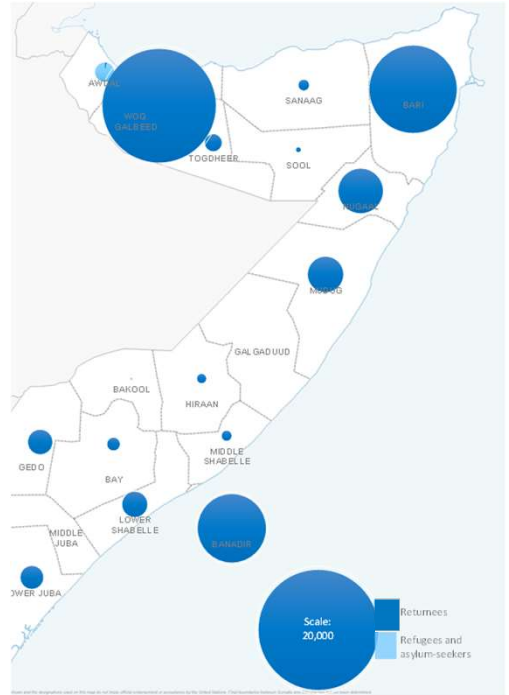 AWDAL
WOQ
GALBEED
TOGDHEER
SANAAG
SOOL
BARI
NUGAAL
MUDUG
GALGADUUD
BAKOOL
HIRAAN
GEDO
BAY
MIDDLE
SHABELLE
LOWER
SHABELLE
MIDDLE
JUBA
BANADIR
OWER JUBA
Scale:
20,000
Returnees
Refugees and
asylum-seekers